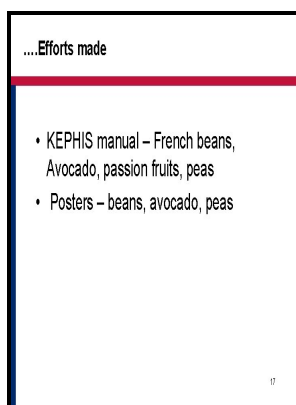 ....Efforts made
• KEPHIS manual – French beans,
Avocado, passion fruits, peas
• Posters – beans, avocado, peas
17